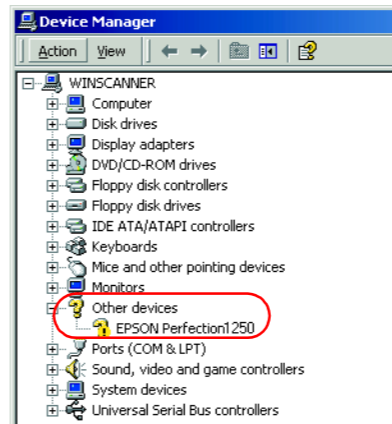 Device Manager
Action View
WINSCANNER
Computer
Disk drives
Display adapters
DVD/CD-ROM drives
Floppy disk controllers
Floppy disk drives
IDE ATA/ATAPI controllers
Keyboards
Mice and other pointing devices
Monitors
Other devices
EPSON Perfection1250
Ports (COM & LPT)
Sound, video and game controllers
System devices
Universal Serial Bus controllers